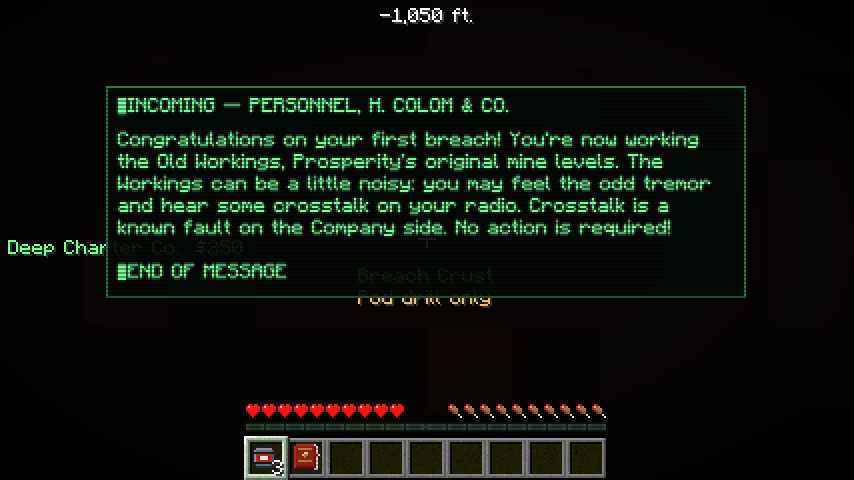 -1,050 ft.
INCOMING — PERSONNEL, H. COLOM & CO.
Congratulations on your first breach! You're now working
the Old Workings, Prosperity's original mine levels. The
Workings can be a little noisy: you may feel the odd tremor
and hear some crosstalk on your radio. Crosstalk is a
known fault on the Company side. No action is required!
Deep Charter Co. $250
END OF MESSAGE
Breach Crust
Pod drill only
3